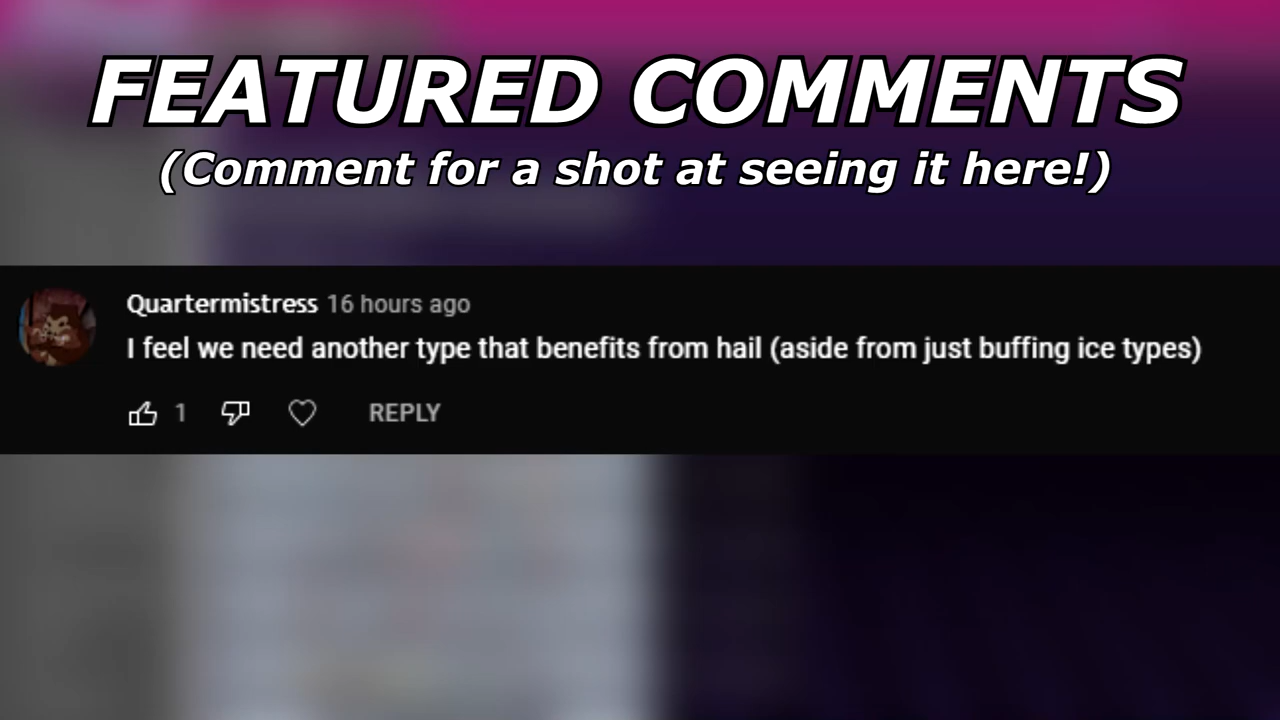 FEATURED COMMENTS
(Comment for a shot at seeing it here!)
Quartermistress 16 hours ago
I feel we need another type that benefits from hail (aside from just buffing ice types)
1 REPLY